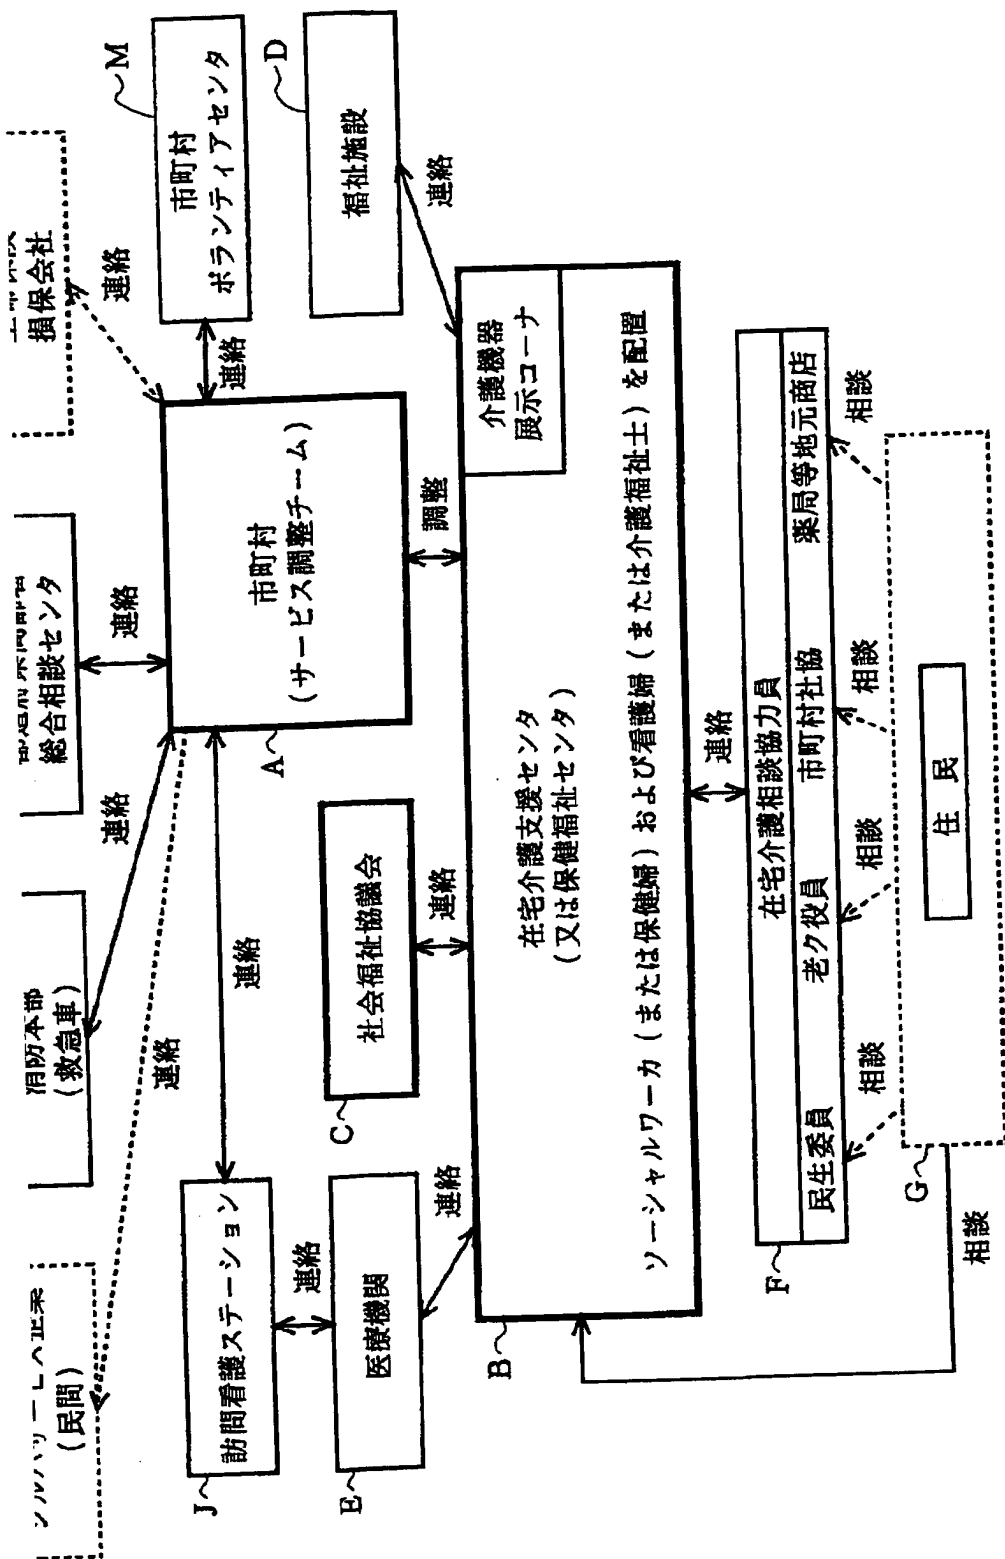 (民間)
消防本部
(救急車)
総合相談センタ
損保会社
連絡
連絡
連絡
連絡
J
訪問看護ステーション
連絡
A
市町村
(サービス調整チーム)
連絡
市町村
ボランティアセンタ
M
連絡
E
医療機関
C
社会福祉協議会
福祉施設
D
連絡
連絡
調整
連絡
B
在宅介護支援センタ
(又は保健福祉センタ)
介護機器
展示コーナ
ソーシャルワーカ(または保健婦)および看護婦(または介護福祉士)を配置
連絡
F
在宅介護相談協力員
民生委員 老ク役員 市町村社協 薬局等地元商店
相談 相談 相談 相談
G
住民
相談